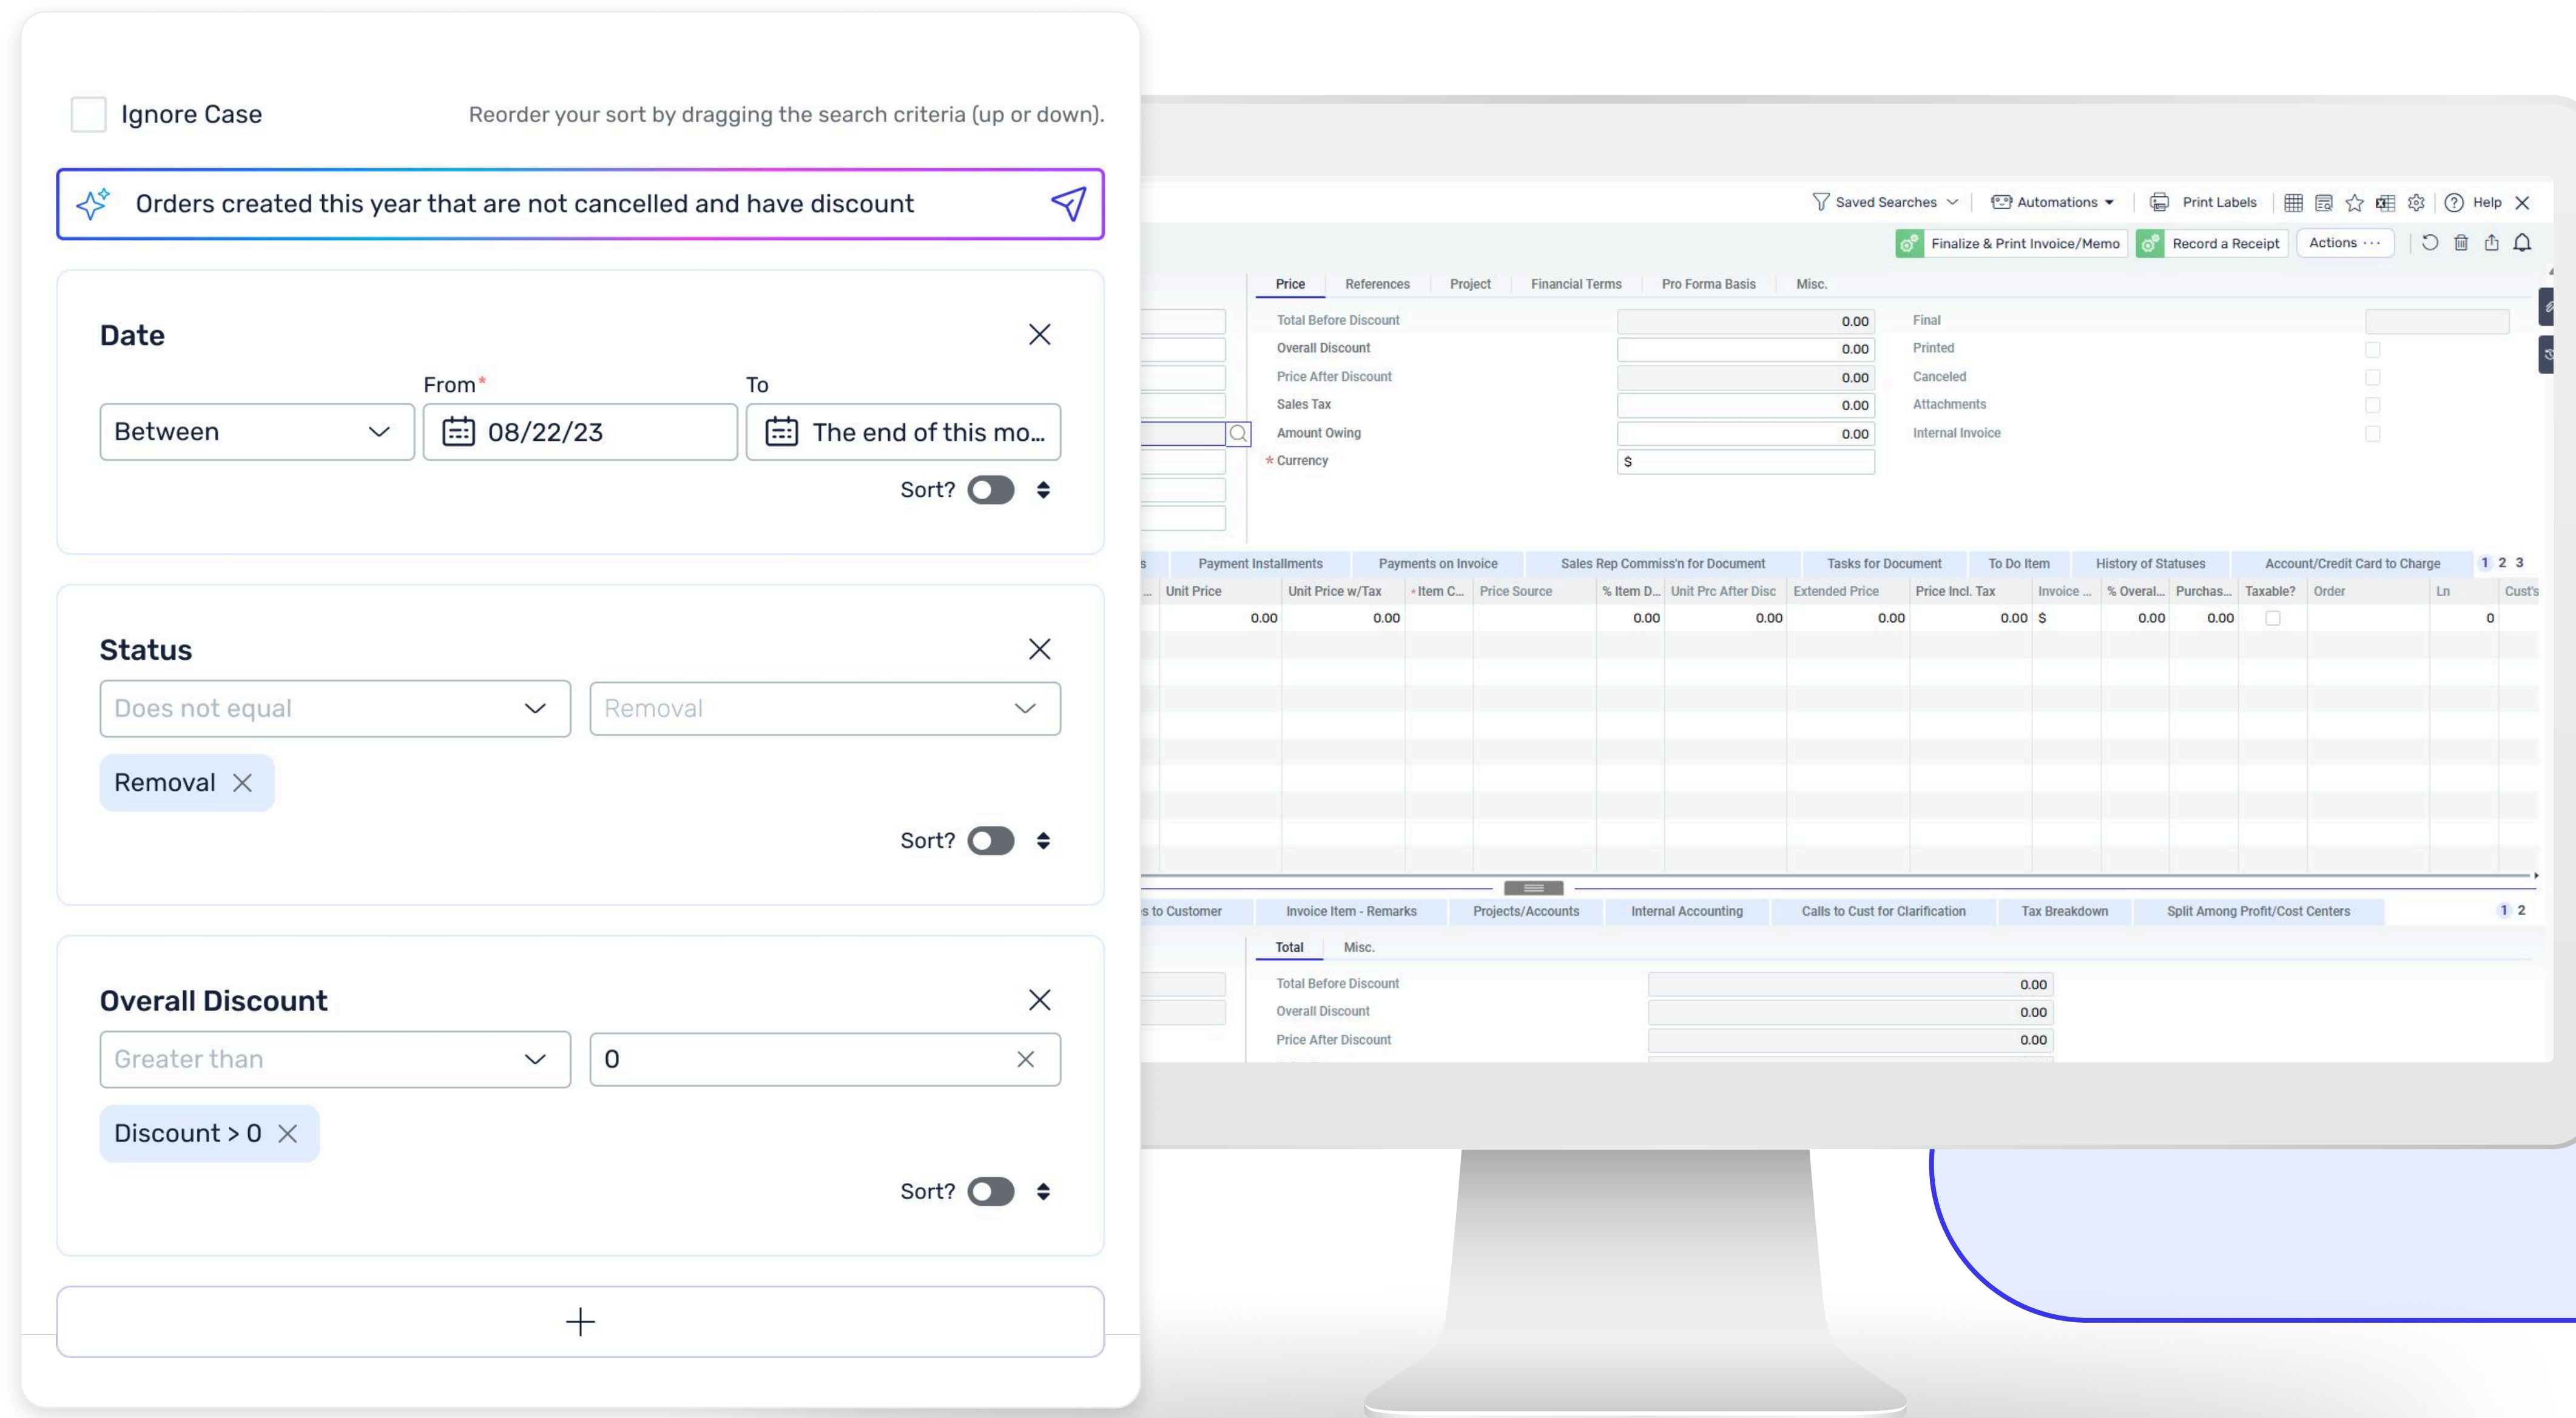 Ignore Case
Reorder your sort by dragging the search criteria (up or down).
Orders created this year that are not cancelled and have discount
Date
From* To
Between 08/22/23 The end of this mo...
Sort?
Status
Does not equal Removal
Removal
Sort?
Overall Discount
Greater than 0
Discount > 0
Sort?
Saved Searches Automations Print Labels Help
Finalize & Print Invoice/Memo Record a Receipt Actions ···
Price References Project Financial Terms Pro Forma Basis Misc.
Total Before Discount 0.00 Final
Overall Discount 0.00 Printed
Price After Discount 0.00 Canceled
Sales Tax 0.00 Attachments
Amount Owing 0.00 Internal Invoice
* Currency $
s Payment Installments Payments on Invoice Sales Rep Commiss'n for Document Tasks for Document To Do Item History of Statuses Account/Credit Card to Charge 1 2 3
... Unit Price Unit Price w/Tax * Item C... Price Source % Item D... Unit Prc After Disc Extended Price Price Incl. Tax Invoice ... % Overal... Purchas... Taxable? Order Ln Cust's
0.00 0.00 0.00 0.00 0.00 0.00 $ 0.00 0.00 0
s to Customer Invoice Item - Remarks Projects/Accounts Internal Accounting Calls to Cust for Clarification Tax Breakdown Split Among Profit/Cost Centers 1 2
Total Misc.
Total Before Discount 0.00
Overall Discount 0.00
Price After Discount 0.00